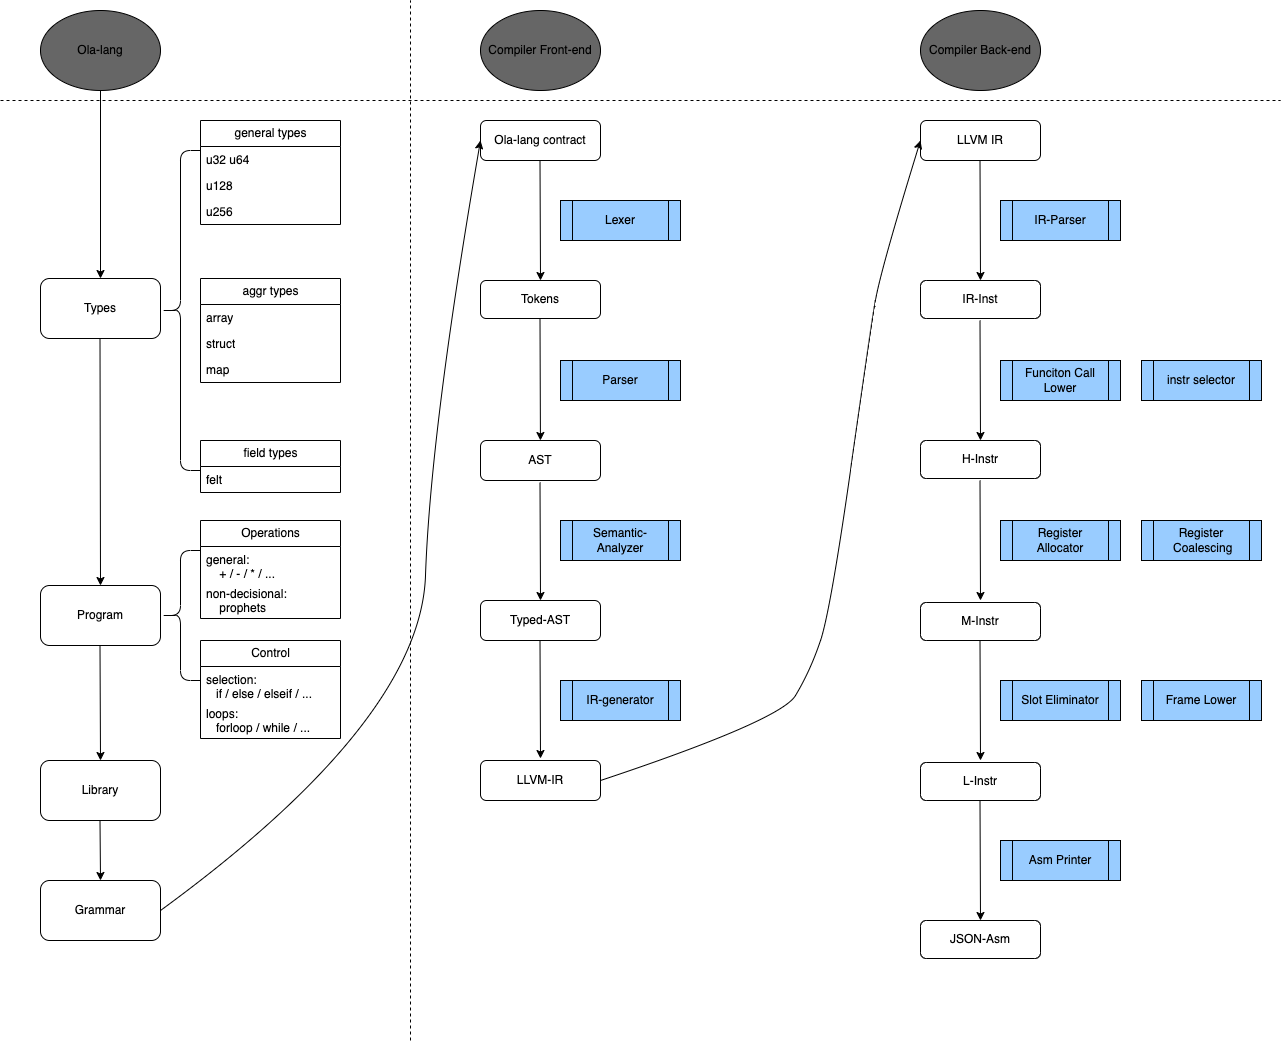 Ola-lang
Compiler Front-end
Compiler Back-end
general types
u32 u64
u128
u256
Types
aggr types
array
struct
map
field types
felt
Operations
general:
+ / - / * / ...
non-decisional:
prophets
Program
Control
selection:
if / else / elseif / ...
loops:
forloop / while / ...
Library
Grammar
Ola-lang contract
Lexer
Tokens
Parser
AST
Semantic-
Analyzer
Typed-AST
IR-generator
LLVM-IR
LLVM IR
IR-Parser
IR-Inst
Funciton Call
Lower
instr selector
H-Instr
Register
Allocator
Register
Coalescing
M-Instr
Slot Eliminator
Frame Lower
L-Instr
Asm Printer
JSON-Asm